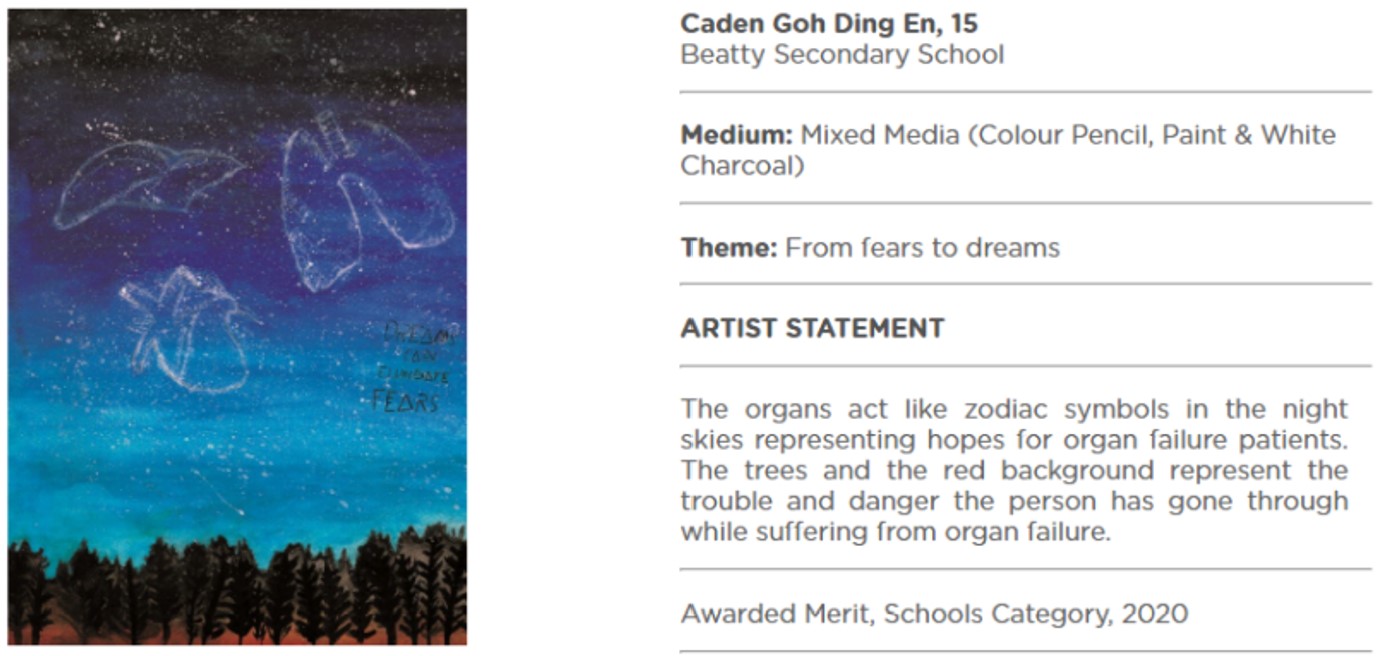 Caden Goh Ding En, 15
Beatty Secondary School
Medium: Mixed Media (Colour Pencil, Paint & White
Charcoal)
Theme: From fears to dreams
ARTIST STATEMENT
The organs act like zodiac symbols in the night
skies representing hopes for organ failure patients.
The trees and the red background represent the
trouble and danger the person has gone through
while suffering from organ failure.
Awarded Merit, Schools Category, 2020
DREAMS
CAN
FEARS